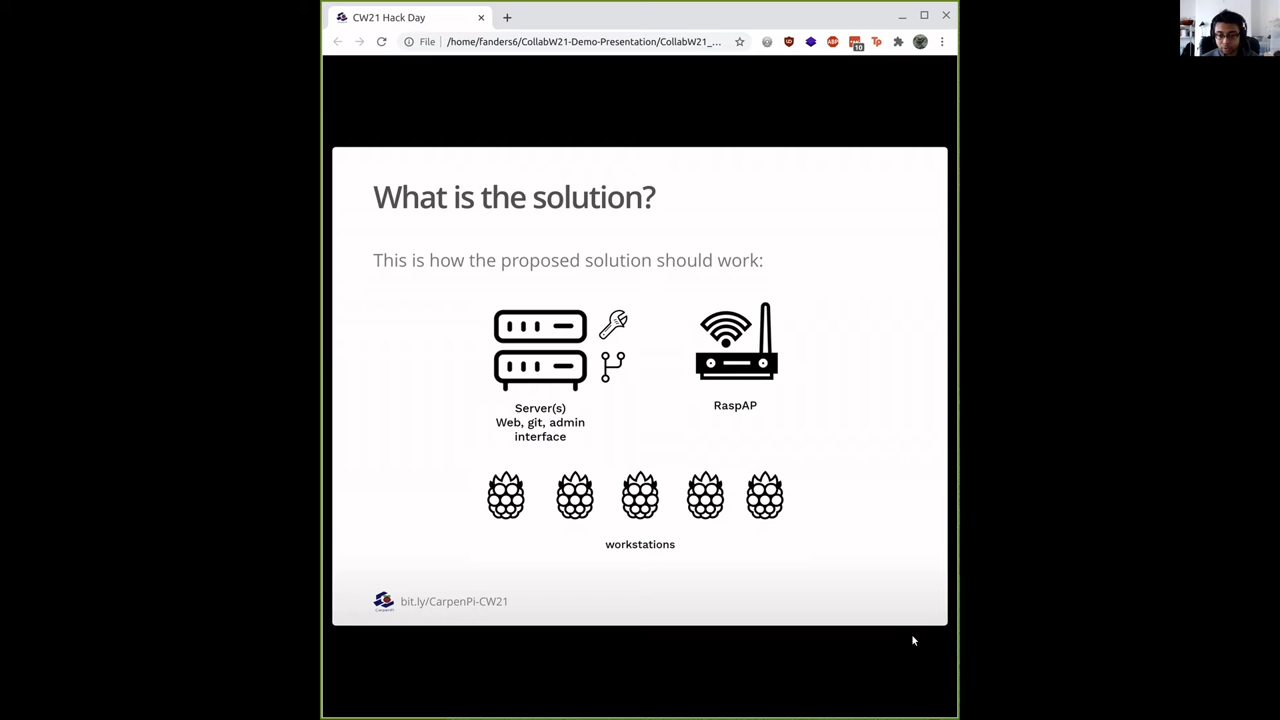 CW21 Hack Day
File
/home/fanders6/CollabW21-Demo-Presentation/CollabW21_...
10
What is the solution?
This is how the proposed solution should work:
Server(s)
Web, git, admin
interface
RaspAP
workstations
bit.ly/CarpenPi-CW21